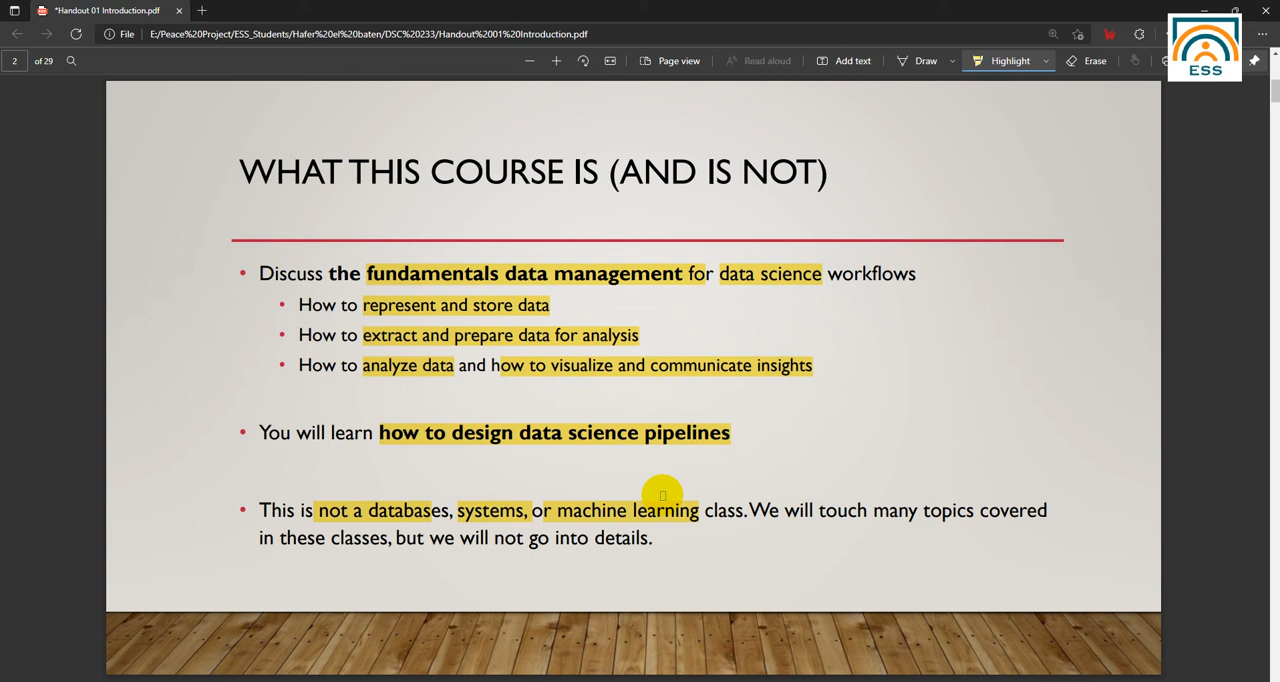 *Handout 01 Introduction.pdf
File E:/Peace%20Project/ESS_Students/Hafer%20el%20baten/DSC%20233/Handout%2001%20Introduction.pdf
2 of 29 Page view Read aloud Add text Draw Highlight Erase
ESS
WHAT THIS COURSE IS (AND IS NOT)
• Discuss the fundamentals data management for data science workflows
• How to represent and store data
• How to extract and prepare data for analysis
• How to analyze data and how to visualize and communicate insights
• You will learn how to design data science pipelines
• This is not a databases, systems, or machine learning class. We will touch many topics covered
in these classes, but we will not go into details.